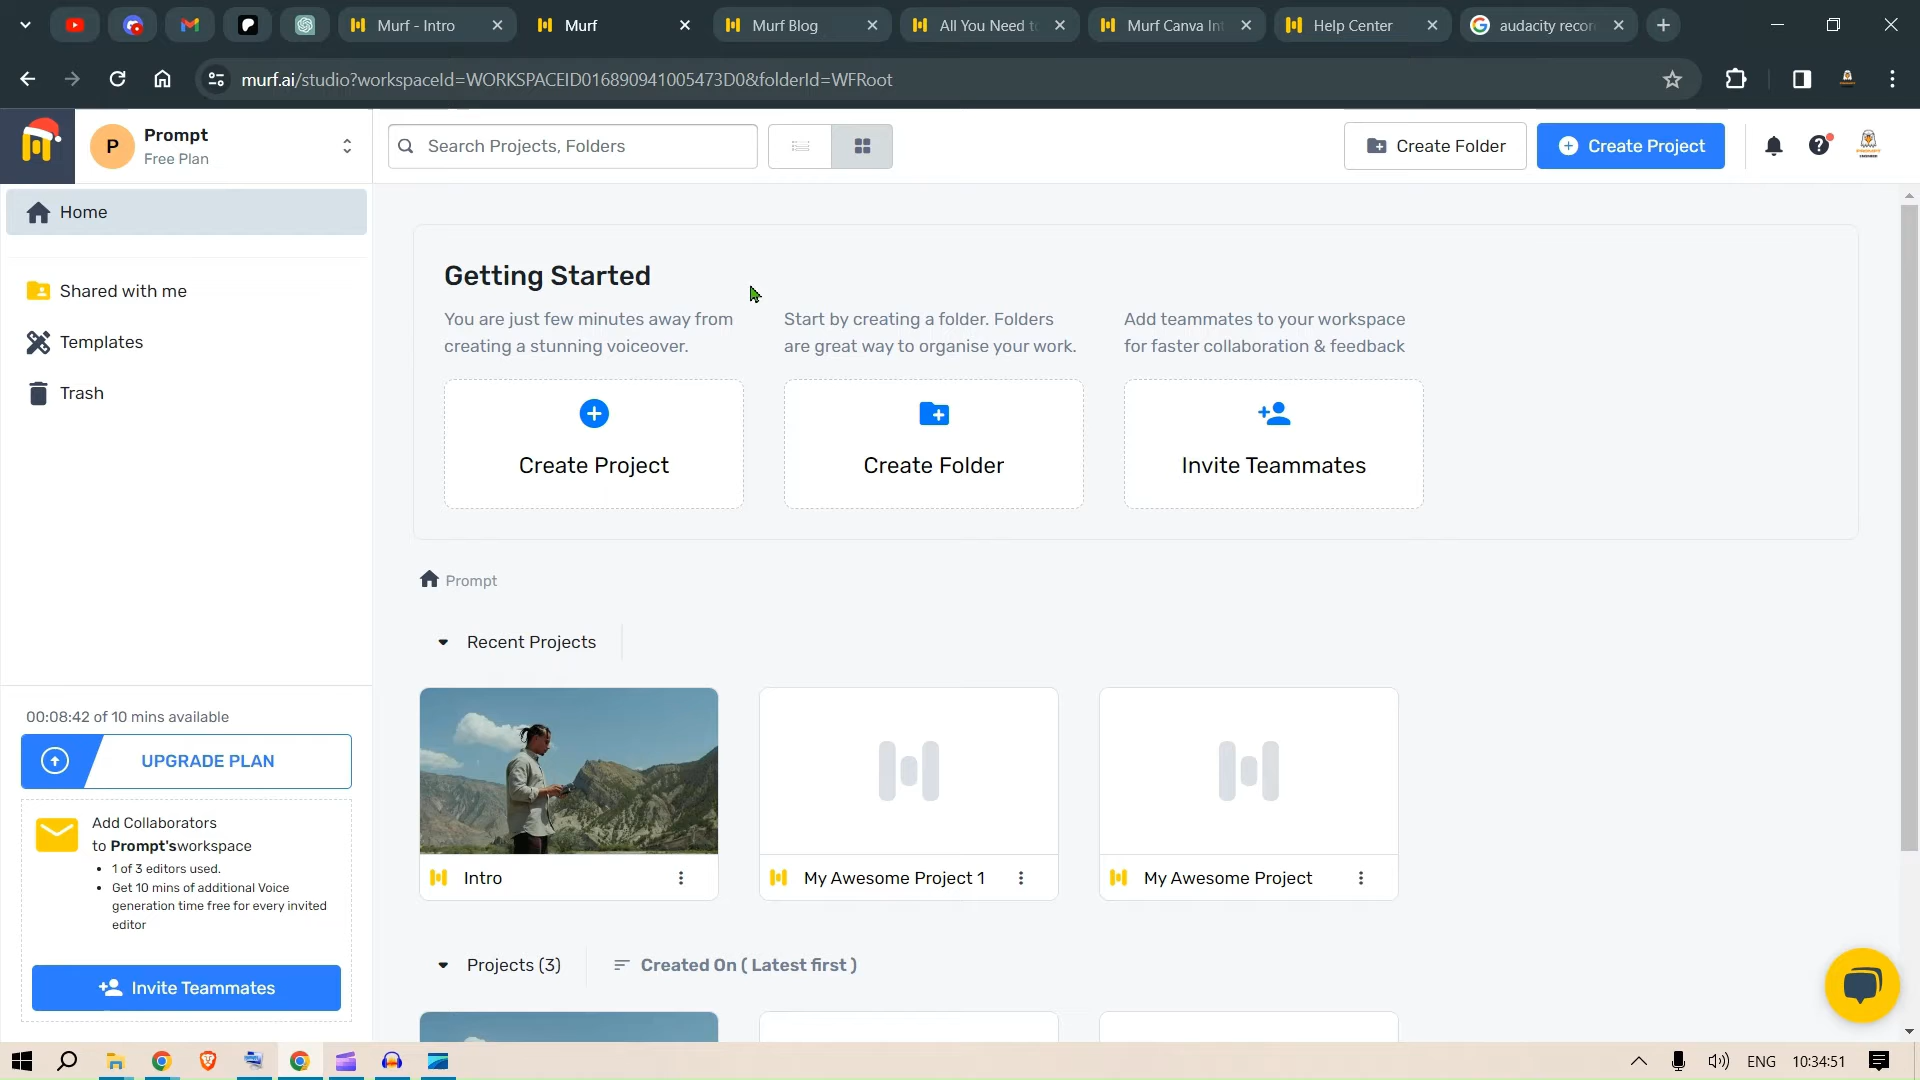 Murf - Intro
Murf
Murf Blog
All You Need to
Murf Canva Int
Help Center
audacity recor
murf.ai/studio?workspaceId=WORKSPACEID016890941005473D0&folderId=WFRoot
P
Prompt
Free Plan
Search Projects, Folders
Create Folder
Create Project
Home
Shared with me
Templates
Trash
Getting Started
You are just few minutes away from
creating a stunning voiceover.
Create Project
Start by creating a folder. Folders
are great way to organise your work.
Create Folder
Add teammates to your workspace
for faster collaboration & feedback
Invite Teammates
Prompt
Recent Projects
Intro
My Awesome Project 1
My Awesome Project
Projects (3)
Created On ( Latest first )
00:08:42 of 10 mins available
UPGRADE PLAN
Add Collaborators
to Prompt'sworkspace
• 1 of 3 editors used.
• Get 10 mins of additional Voice
generation time free for every invited
editor
Invite Teammates
ENG
10:34:51